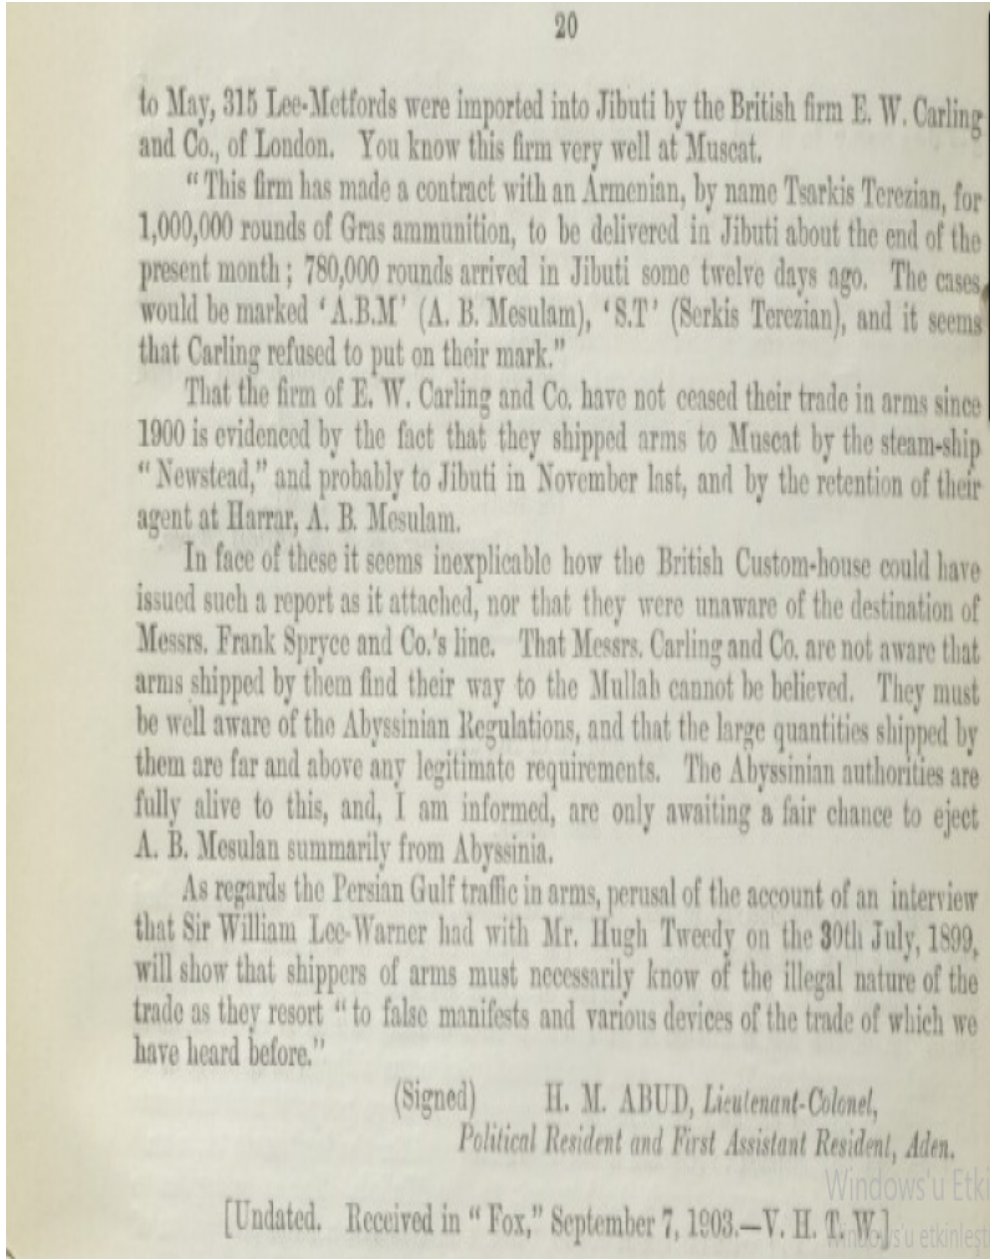 20
to May, 315 Lee-Metfords were imported into Jibuti by the British firm E. W. Carling
and Co., of London. You know this firm very well at Muscat.
“This firm has made a contract with an Armenian, by name Tsarkis Terezian, for
1,000,000 rounds of Gras ammunition, to be delivered in Jibuti about the end of the
present month; 780,000 rounds arrived in Jibuti some twelve days ago. The cases
would be marked ‘A.B.M’ (A. B. Mesulam), ‘S.T’ (Serkis Terezian), and it seems
that Carling refused to put on their mark.”
That the firm of E. W. Carling and Co. have not ceased their trade in arms since
1900 is evidenced by the fact that they shipped arms to Muscat by the steam-ship
“Newstead,” and probably to Jibuti in November last, and by the retention of their
agent at Harrar, A. B. Mesulam.
In face of these it seems inexplicable how the British Custom-house could have
issued such a report as it attached, nor that they were unaware of the destination of
Messrs. Frank Spryce and Co.'s line. That Messrs. Carling and Co. are not aware that
arms shipped by them find their way to the Mullah cannot be believed. They must
be well aware of the Abyssinian Regulations, and that the large quantities shipped by
them are far and above any legitimate requirements. The Abyssinian authorities are
fully alive to this, and, I am informed, are only awaiting a fair chance to eject
A. B. Mesulan summarily from Abyssinia.
As regards the Persian Gulf traffic in arms, perusal of the account of an interview
that Sir William Lee-Warner had with Mr. Hugh Tweedy on the 30th July, 1899,
will show that shippers of arms must necessarily know of the illegal nature of the
trade as they resort “to false manifests and various devices of the trade of which we
have heard before.”
(Signed) H. M. ABUD, Lieutenant-Colonel,
Political Resident and First Assistant Resident, Aden.
Windows'u Etki
[Undated. Received in “Fox,” September 7, 1903.—V. H. T. W.]
Windows'u etkinleşt